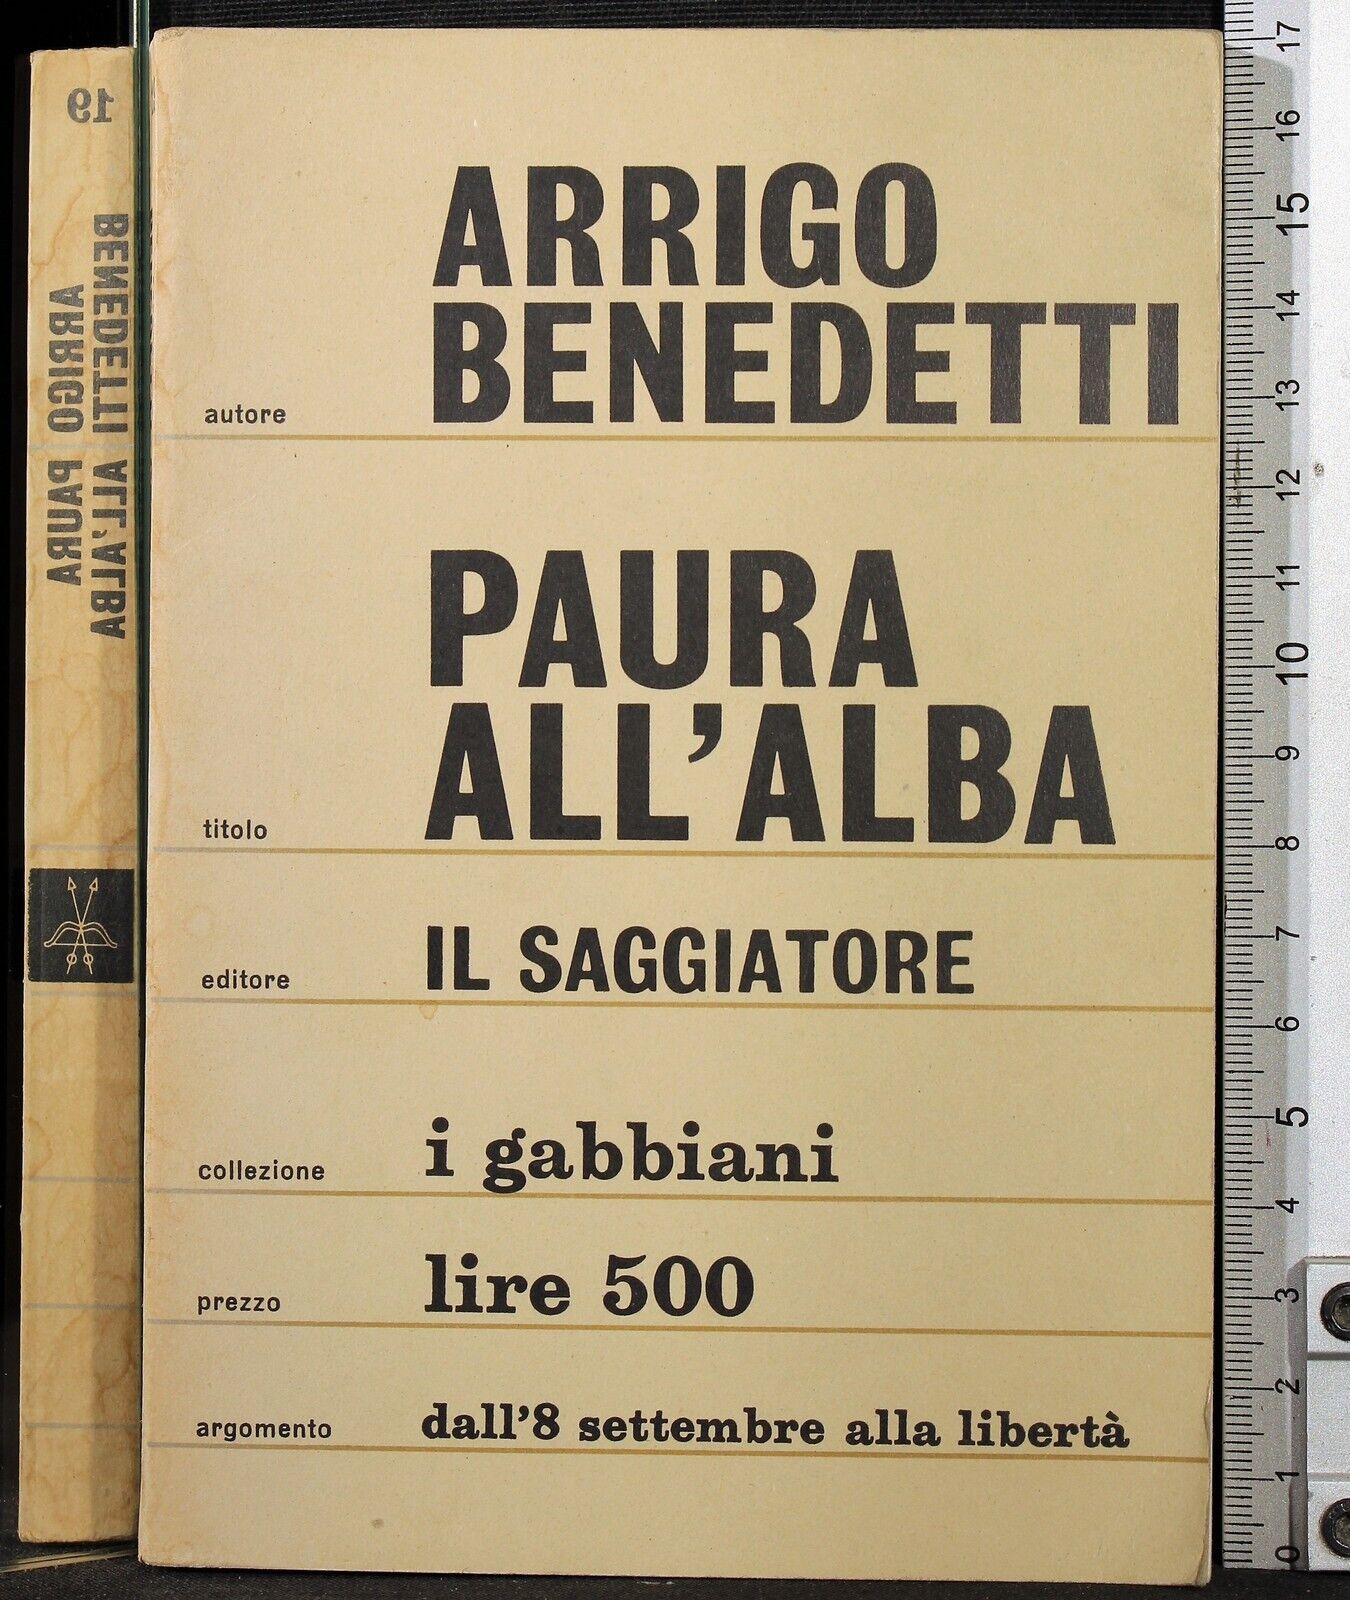 19
BENEDETTI ALL'ALBA
ARRIGO PAURA
autore
ARRIGO
BENEDETTI
titolo
PAURA
ALL'ALBA
editore
IL SAGGIATORE
collezione
i gabbiani
prezzo
lire 500
argomento
dall'8 settembre alla libertà
17
16
15
14
13
12
11
10
9
8
7
6
5
4
3
2
1
0